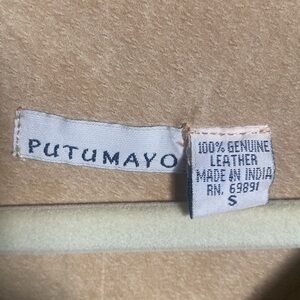 PUTUMAYO
100% GENUINE
LEATHER
MADE IN INDIA
RN. 69891
S